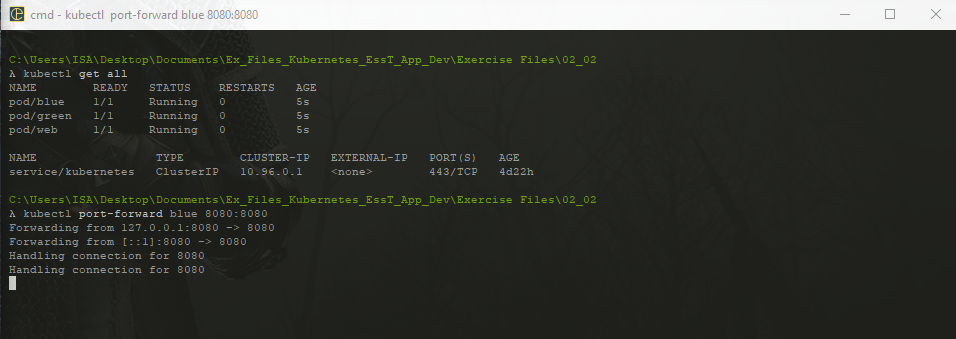 cmd - kubectl  port-forward blue 8080:8080
C:\Users\ISA\Desktop\Documents\Ex_Files_Kubernetes_EssT_App_Dev\Exercise Files\02_02
λ kubectl get all
NAME        READY   STATUS    RESTARTS   AGE
pod/blue    1/1     Running   0          5s
pod/green   1/1     Running   0          5s
pod/web     1/1     Running   0          5s
NAME                 TYPE        CLUSTER-IP   EXTERNAL-IP   PORT(S)   AGE
service/kubernetes   ClusterIP   10.96.0.1    <none>        443/TCP   4d22h
C:\Users\ISA\Desktop\Documents\Ex_Files_Kubernetes_EssT_App_Dev\Exercise Files\02_02
λ kubectl port-forward blue 8080:8080
Forwarding from 127.0.0.1:8080 -> 8080
Forwarding from [::1]:8080 -> 8080
Handling connection for 8080
Handling connection for 8080